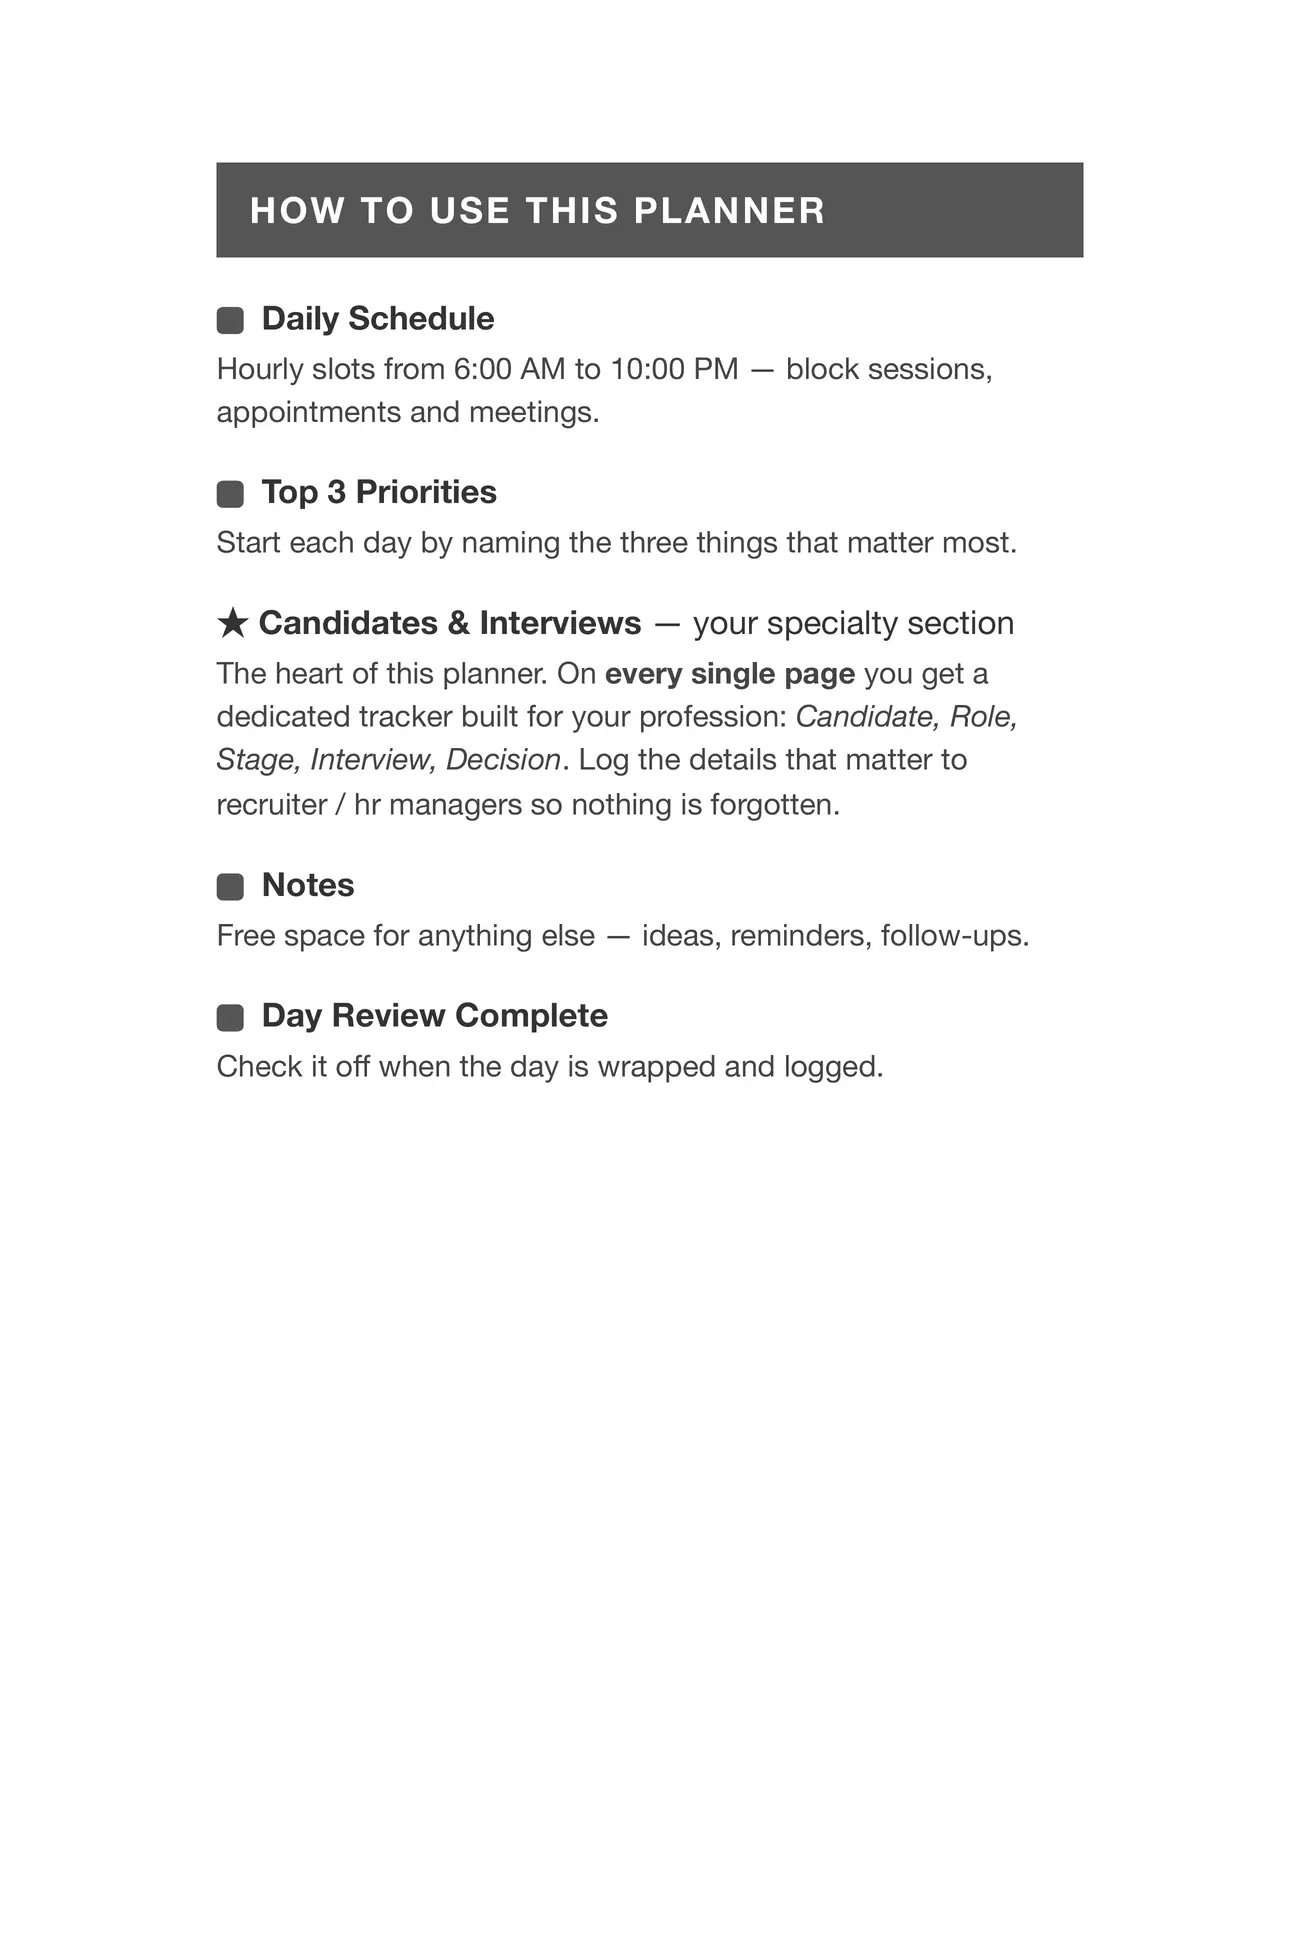 HOW TO USE THIS PLANNER
Daily Schedule
Hourly slots from 6:00 AM to 10:00 PM — block sessions,
appointments and meetings.
Top 3 Priorities
Start each day by naming the three things that matter most.
★ Candidates & Interviews — your specialty section
The heart of this planner. On every single page you get a
dedicated tracker built for your profession: Candidate, Role,
Stage, Interview, Decision. Log the details that matter to
recruiter / hr managers so nothing is forgotten.
Notes
Free space for anything else — ideas, reminders, follow-ups.
Day Review Complete
Check it off when the day is wrapped and logged.